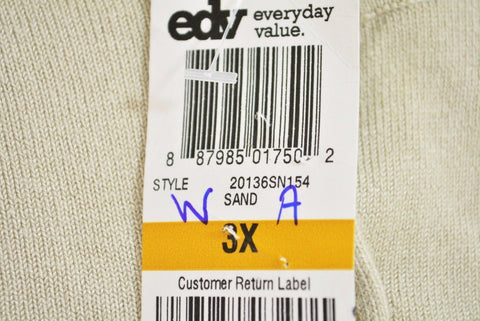 edv everyday
value.
8 87985 01750 2
STYLE 20136SN154
SAND
W A
3X
Customer Return Label